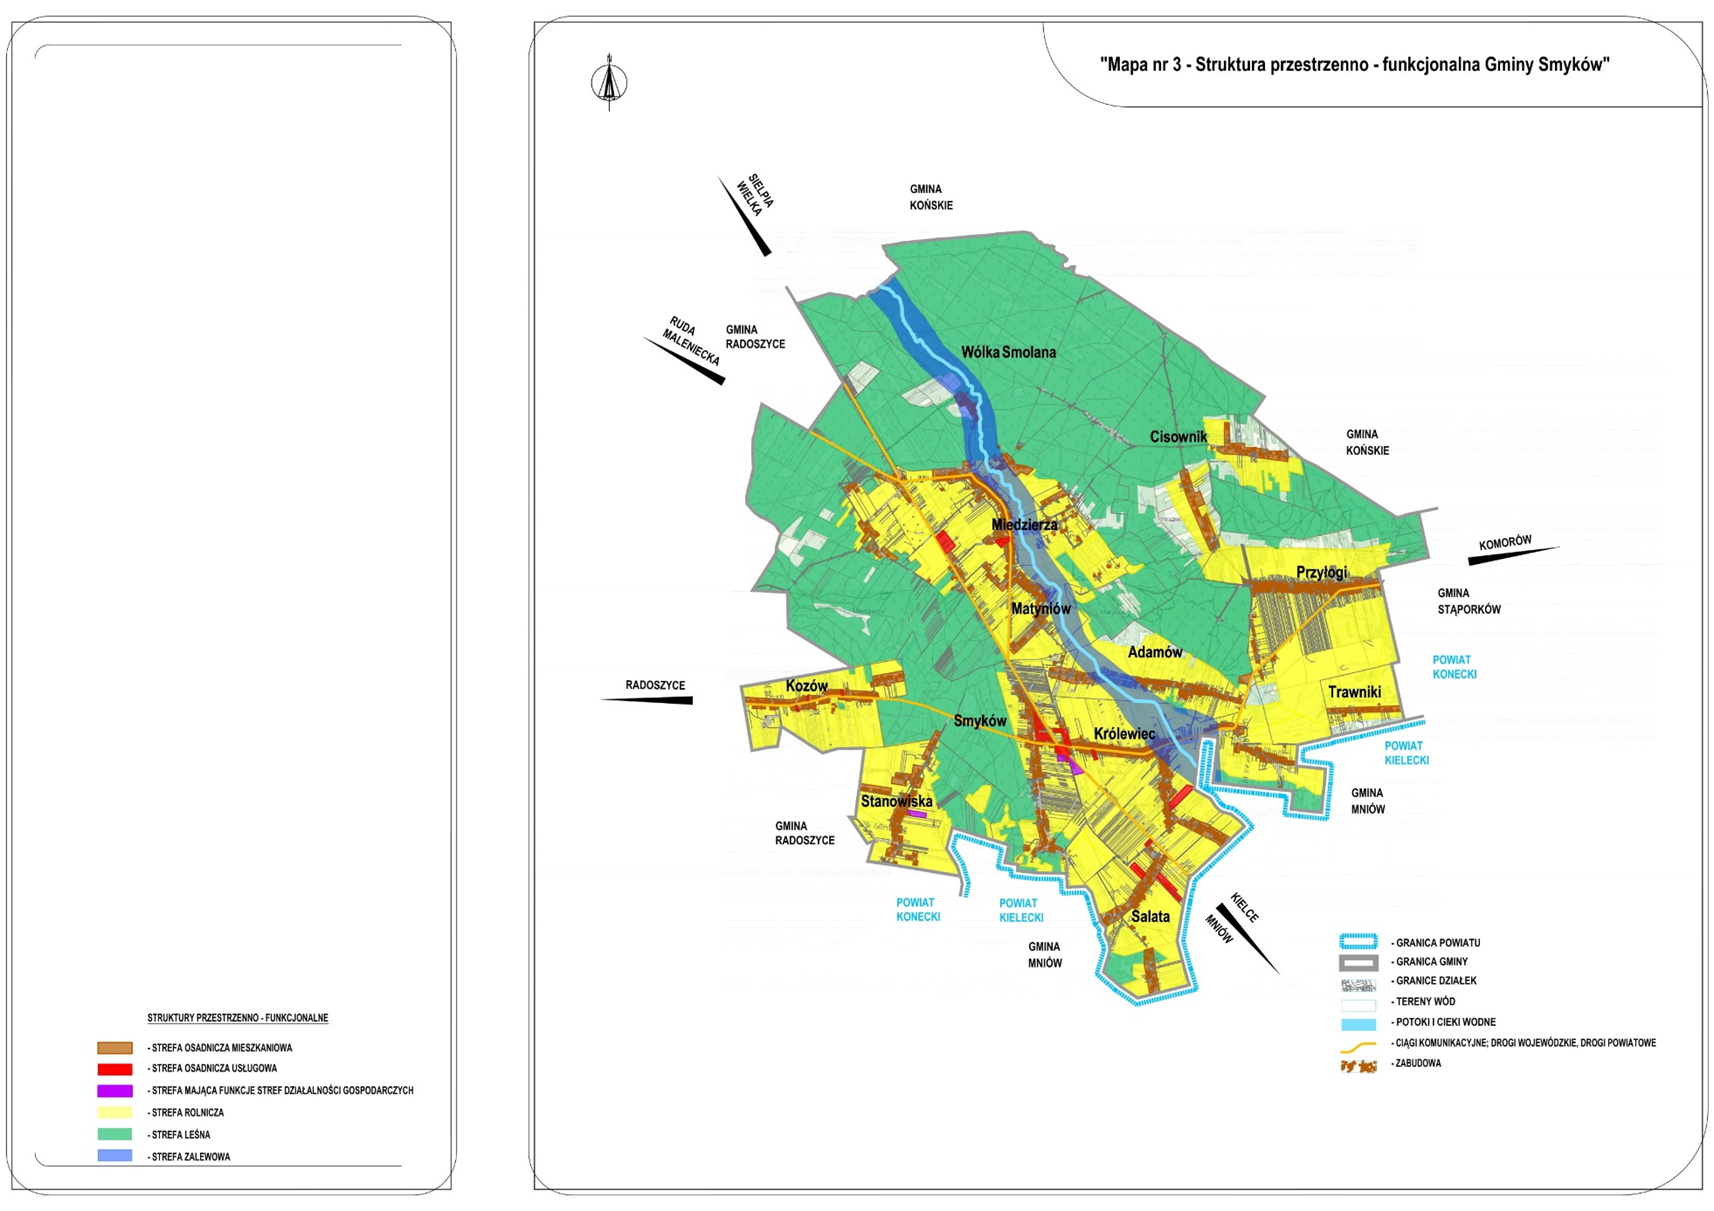 STRUKTURY PRZESTRZENNO - FUNKCJONALNE
- STREFA OSADNICZA MIESZKANIOWA
- STREFA OSADNICZA USŁUGOWA
- STREFA MAJĄCA FUNKCJE STREF DZIAŁALNOŚCI GOSPODARCZYCH
- STREFA ROLNICZA
- STREFA LEŚNA
- STREFA ZALEWOWA
"Mapa nr 3 - Struktura przestrzenno - funkcjonalna Gminy Smyków"
N
SIELPIA
WIELKA
GMINA
KOŃSKIE
RUDA
MALENIECKA
GMINA
RADOSZYCE
Wólka Smolana
Cisownik
GMINA
KOŃSKIE
Miedzierza
KOMORÓW
Przyłogi
GMINA
STĄPORKÓW
Matyniów
Adamów
POWIAT
KONECKI
RADOSZYCE
Kozów
Trawniki
Smyków
Królewiec
POWIAT
KIELECKI
Stanowiska
GMINA
MNIÓW
GMINA
RADOSZYCE
POWIAT
KONECKI
POWIAT
KIELECKI
Salata
KIELCE
MNIÓW
GMINA
MNIÓW
- GRANICA POWIATU
- GRANICA GMINY
- GRANICE DZIAŁEK
- TERENY WÓD
- POTOKI I CIEKI WODNE
- CIĄGI KOMUNIKACYJNE; DROGI WOJEWÓDZKIE, DROGI POWIATOWE
- ZABUDOWA